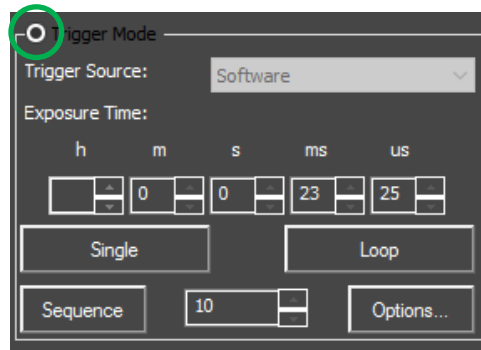 Trigger Mode
Trigger Source: Software
Exposure Time:
h m s ms us
0 0 23 25
Single Loop
Sequence 10 Options...